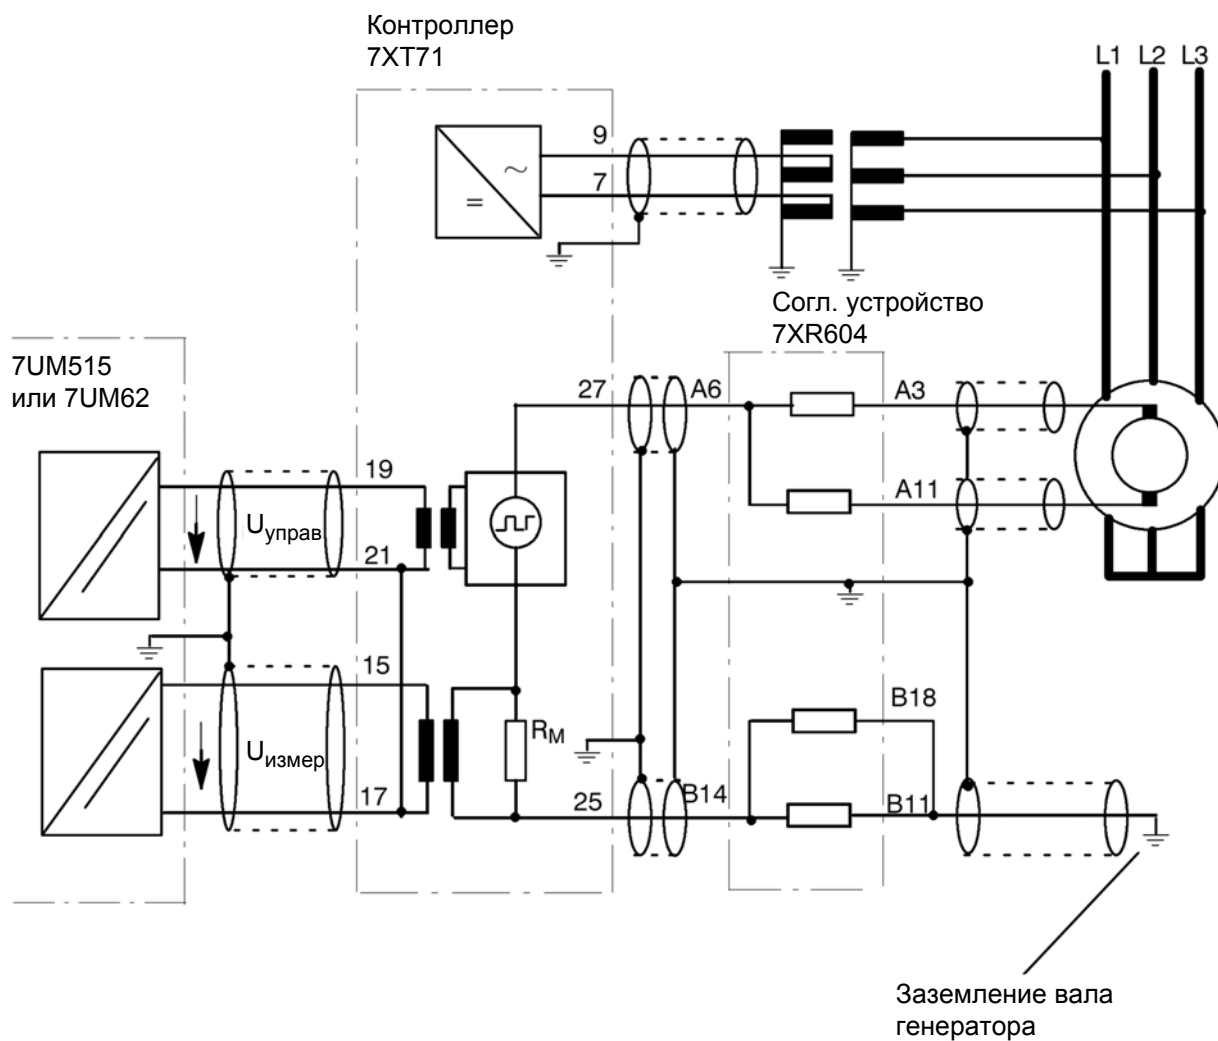 Контроллер
7XT71
L1 L2 L3
9
7
~
=
Согл. устройство
7XR604
7UM515
или 7UM62
27
A6
A3
19
Uуправ
21
A11
15
Uизмер
17
RM
25
B14
B18
B11
Заземление вала
генератора